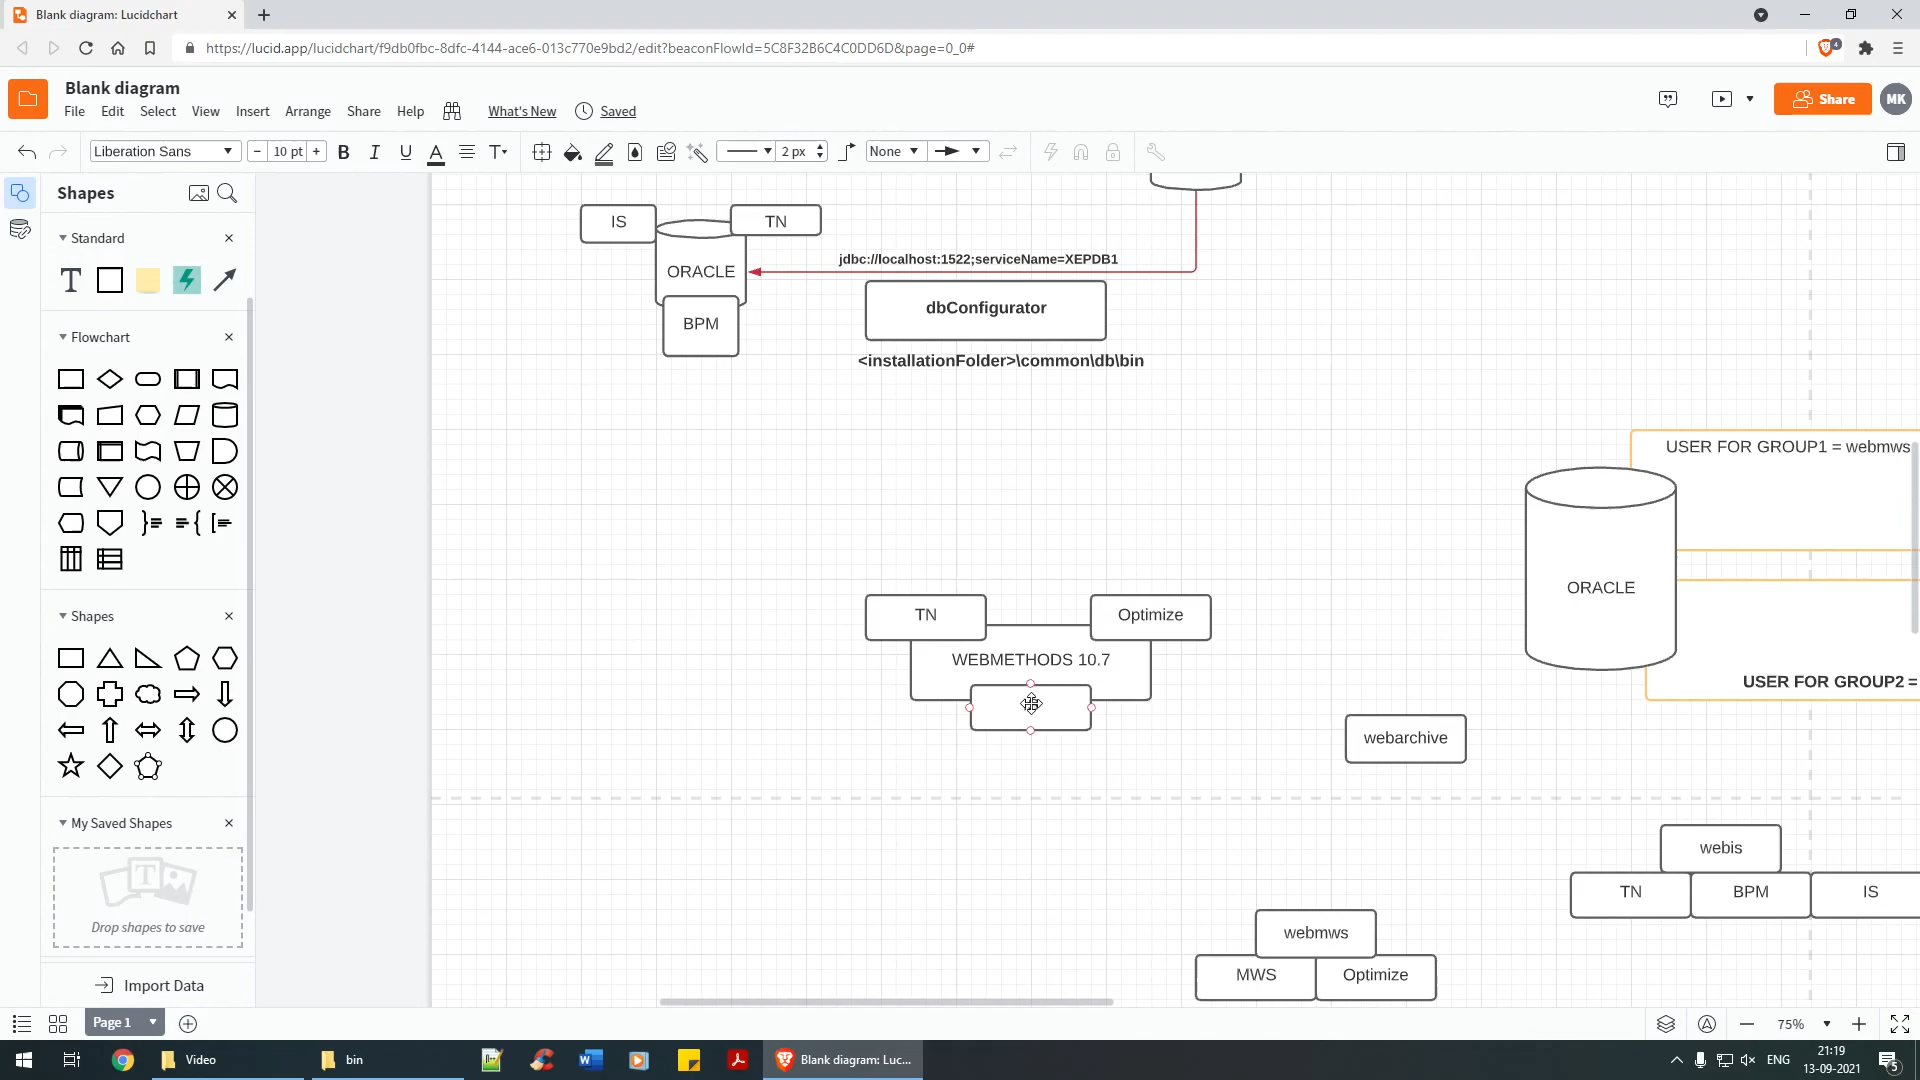 Blank diagram: Lucidchart
https://lucid.app/lucidchart/f9db0fbc-8dfc-4144-ace6-013c770e9bd2/edit?beaconFlowId=5C8F32B6C4C0DD6D&page=0_0#
4
Blank diagram
File Edit Select View Insert Arrange Share Help What's New Saved
Share MK
Liberation Sans 10 pt B I U A T 2 px None
Shapes
Standard
T
Flowchart
Shapes
My Saved Shapes
T
Drop shapes to save
Import Data
IS TN
ORACLE
BPM
jdbc://localhost:1522;serviceName=XEPDB1
dbConfigurator
<installationFolder>\common\db\bin
USER FOR GROUP1 = webmws
ORACLE
USER FOR GROUP2 =
TN Optimize
WEBMETHODS 10.7
webarchive
webis
TN BPM IS
webmws
MWS Optimize
Page 1
75%
Video bin Blank diagram: Luc...
ENG 21:19
13-09-2021 5